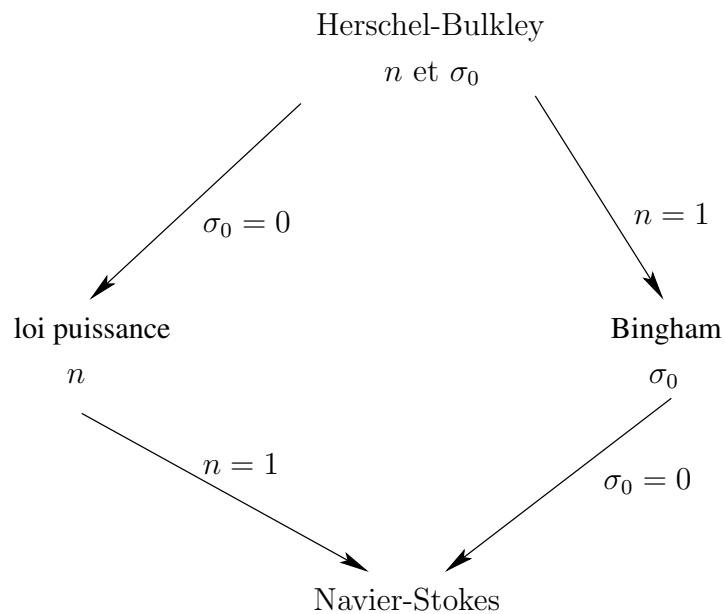 Herschel-Bulkley
n et σ₀
σ₀ = 0
n = 1
loi puissance
Bingham
n
σ₀
n = 1
σ₀ = 0
Navier-Stokes